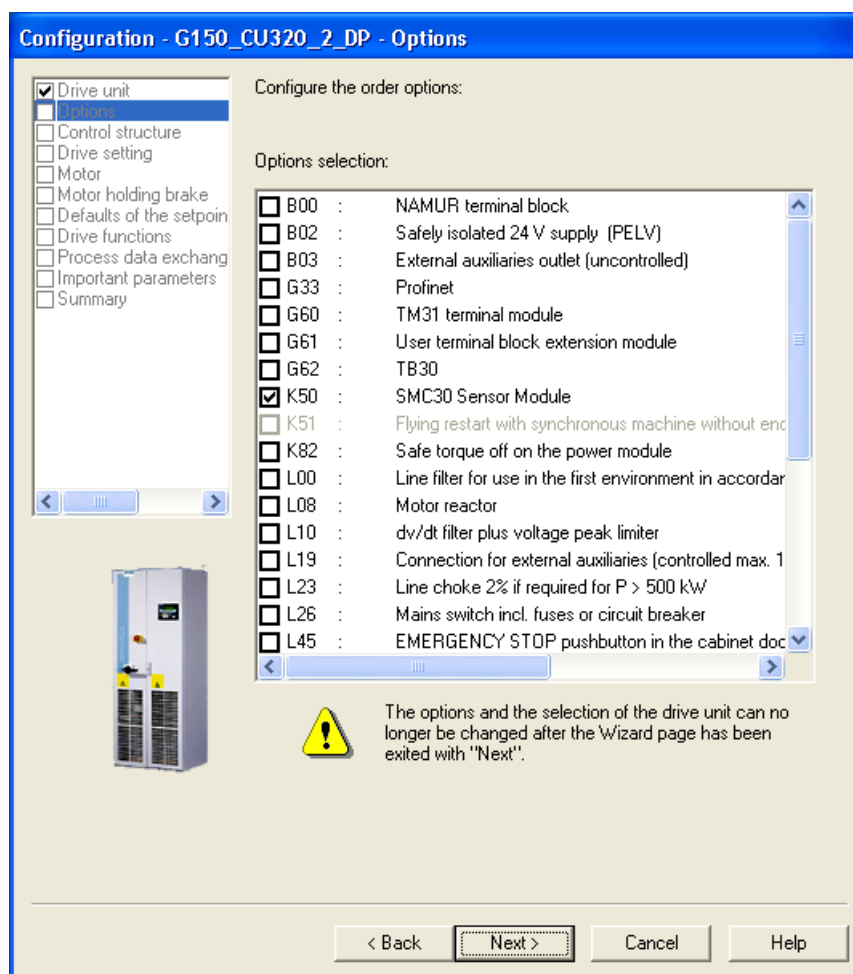 Configuration - G150_CU320_2_DP - Options
Drive unit
Options
Control structure
Drive setting
Motor
Motor holding brake
Defaults of the setpoin
Drive functions
Process data exchang
Important parameters
Summary
Configure the order options:
Options selection:
B00 : NAMUR terminal block
B02 : Safely isolated 24 V supply (PELV)
B03 : External auxiliaries outlet (uncontrolled)
G33 : Profinet
G60 : TM31 terminal module
G61 : User terminal block extension module
G62 : TB30
K50 : SMC30 Sensor Module
K51 : Flying restart with synchronous machine without enc
K82 : Safe torque off on the power module
L00 : Line filter for use in the first environment in accordar
L08 : Motor reactor
L10 : dv/dt filter plus voltage peak limiter
L19 : Connection for external auxiliaries (controlled max. 1
L23 : Line choke 2% if required for P > 500 kW
L26 : Mains switch incl. fuses or circuit breaker
L45 : EMERGENCY STOP pushbutton in the cabinet doc
The options and the selection of the drive unit can no
longer be changed after the Wizard page has been
exited with "Next".
< Back
Next >
Cancel
Help